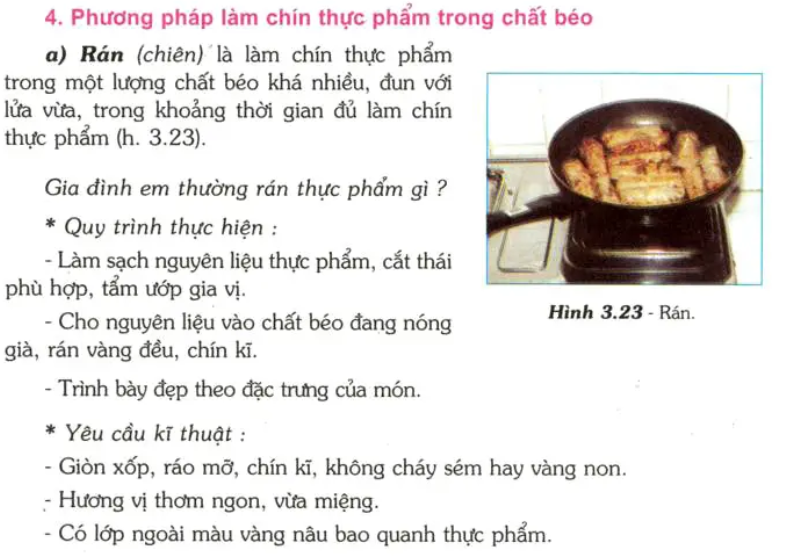 4. Phương pháp làm chín thực phẩm trong chất béo
a) Rán (chiên) là làm chín thực phẩm
trong một lượng chất béo khá nhiều, đun với
lửa vừa, trong khoảng thời gian đủ làm chín
thực phẩm (h. 3.23).
Gia đình em thường rán thực phẩm gì ?
* Quy trình thực hiện :
- Làm sạch nguyên liệu thực phẩm, cắt thái
phù hợp, tẩm ướp gia vị.
- Cho nguyên liệu vào chất béo đang nóng
già, rán vàng đều, chín kĩ.
- Trình bày đẹp theo đặc trưng của món.
Hình 3.23 - Rán.
* Yêu cầu kĩ thuật :
- Giòn xốp, ráo mỡ, chín kĩ, không cháy sém hay vàng non.
- Hương vị thơm ngon, vừa miệng.
- Có lớp ngoài màu vàng nâu bao quanh thực phẩm.